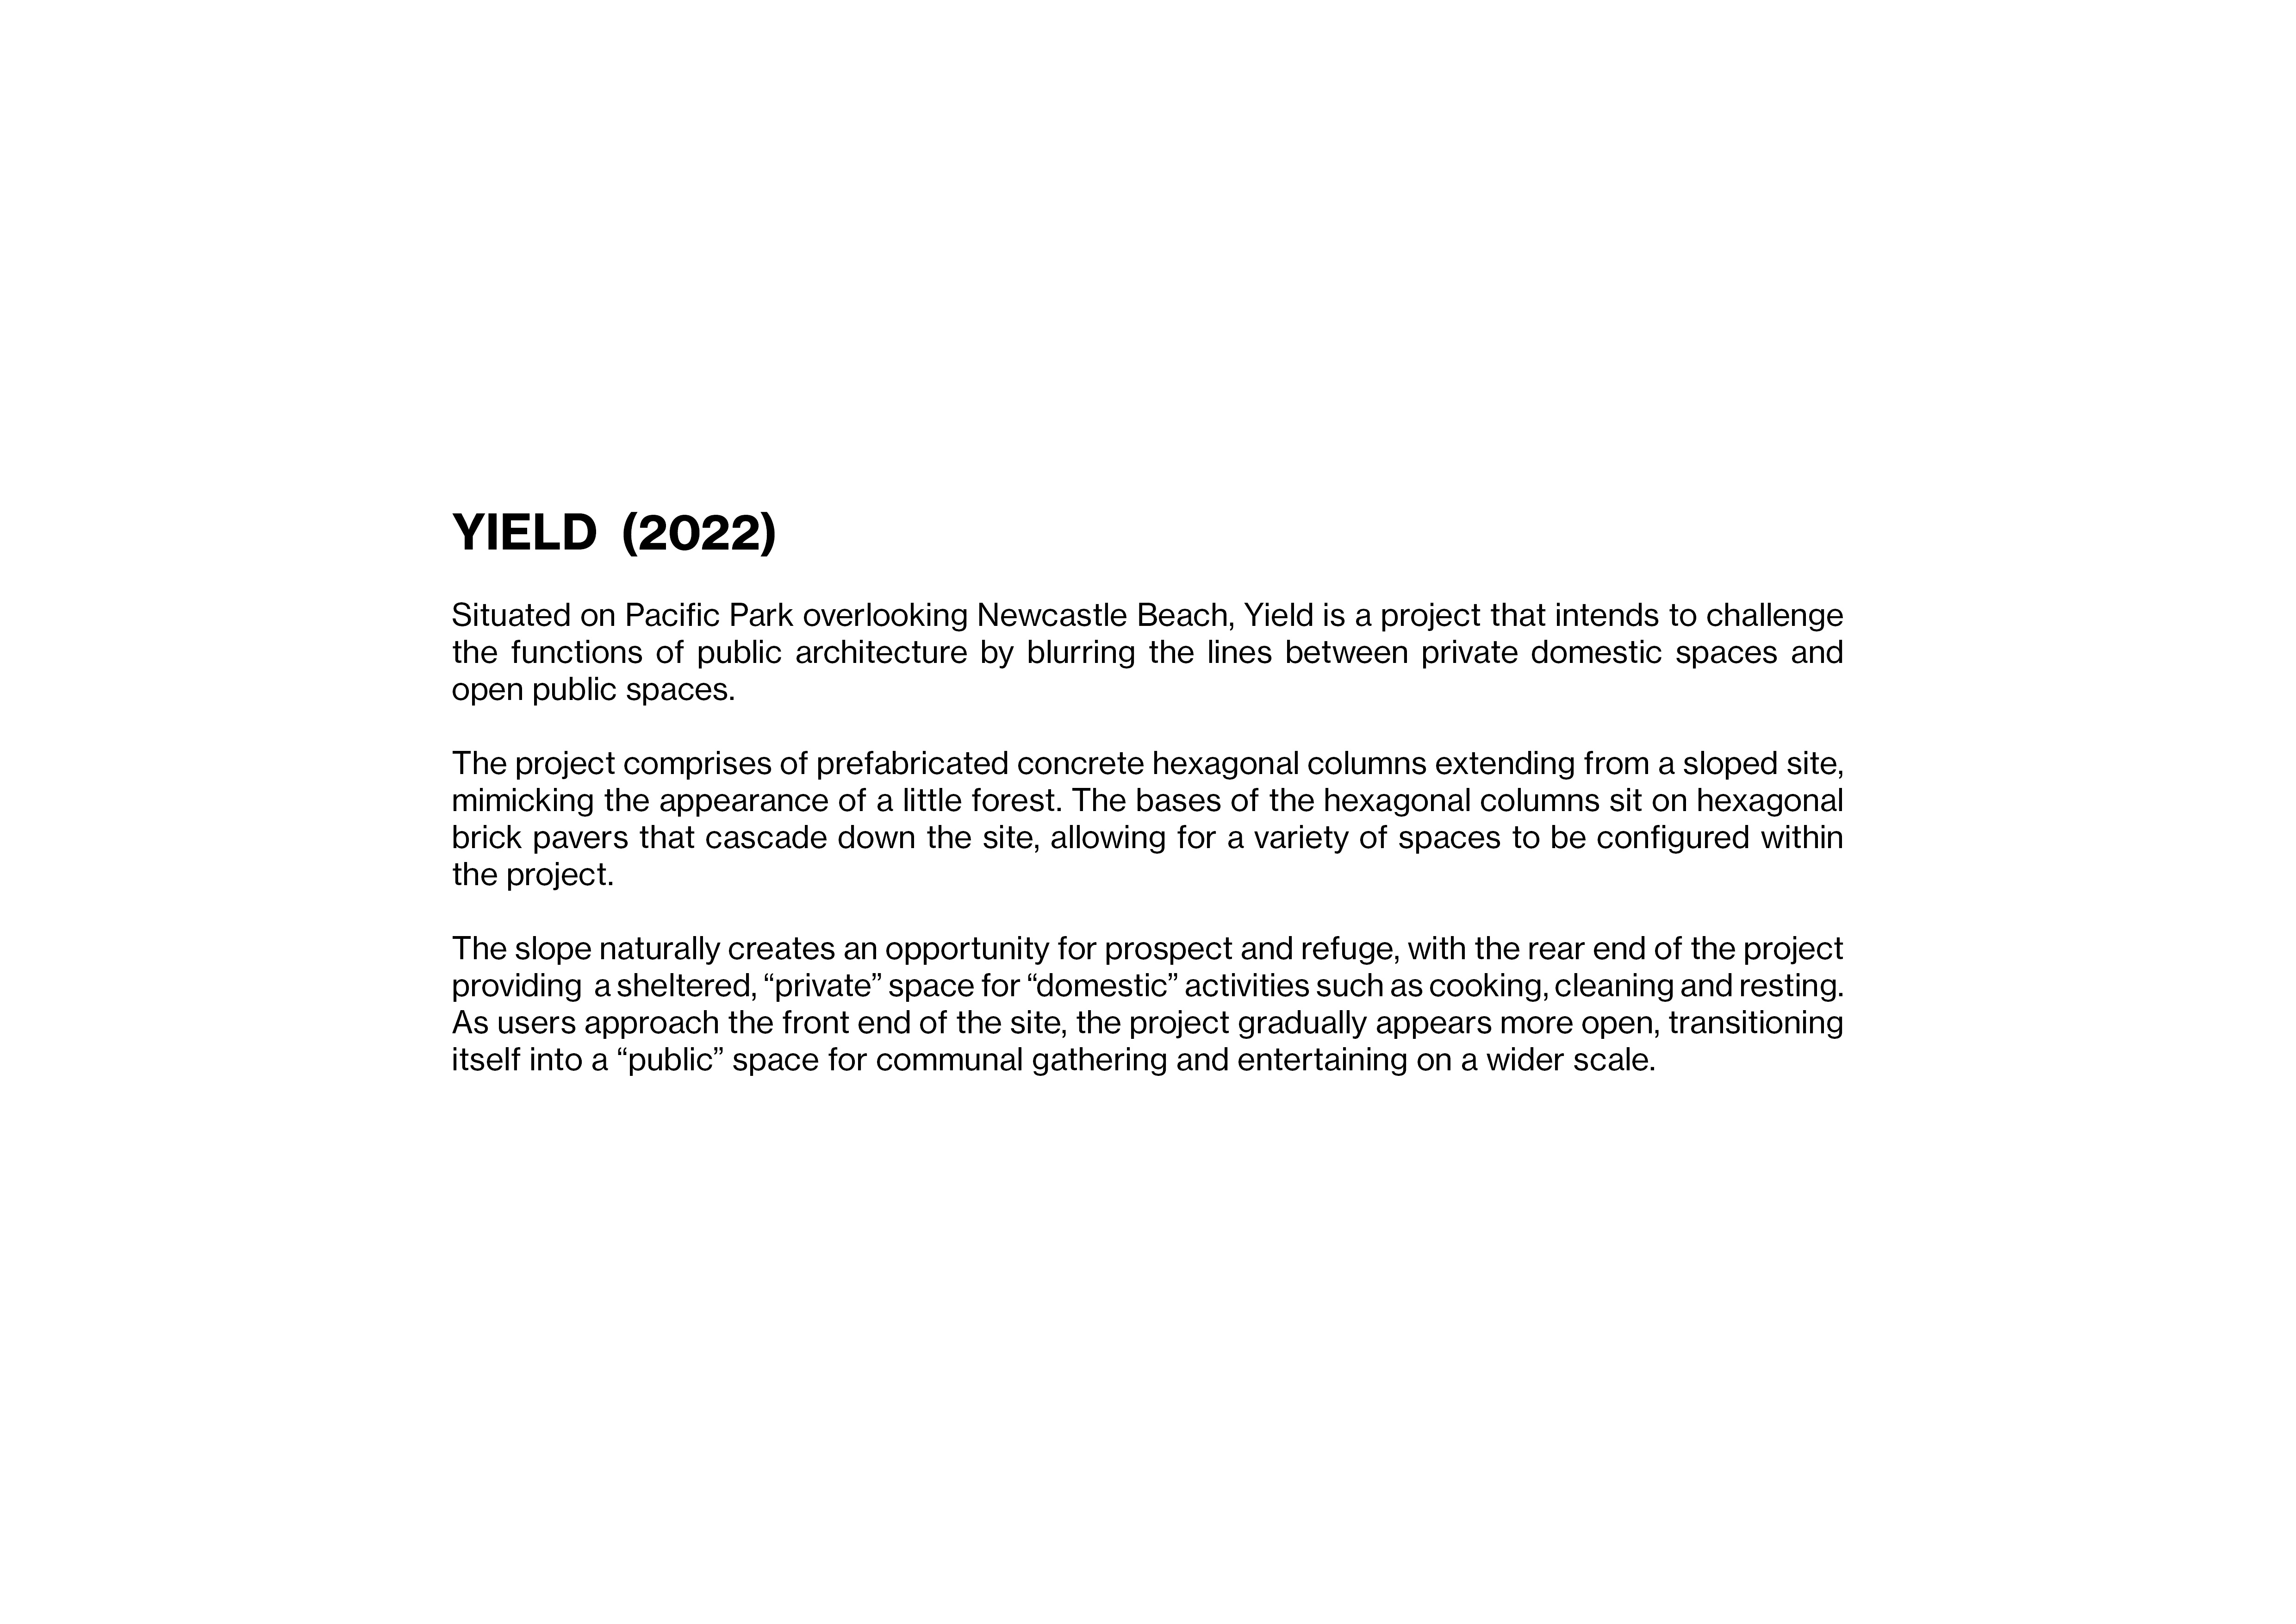 YIELD (2022)
Situated on Pacific Park overlooking Newcastle Beach, Yield is a project that intends to challenge
the functions of public architecture by blurring the lines between private domestic spaces and
open public spaces.
The project comprises of prefabricated concrete hexagonal columns extending from a sloped site,
mimicking the appearance of a little forest. The bases of the hexagonal columns sit on hexagonal
brick pavers that cascade down the site, allowing for a variety of spaces to be configured within
the project.
The slope naturally creates an opportunity for prospect and refuge, with the rear end of the project
providing a sheltered, “private” space for “domestic” activities such as cooking, cleaning and resting.
As users approach the front end of the site, the project gradually appears more open, transitioning
itself into a “public” space for communal gathering and entertaining on a wider scale.